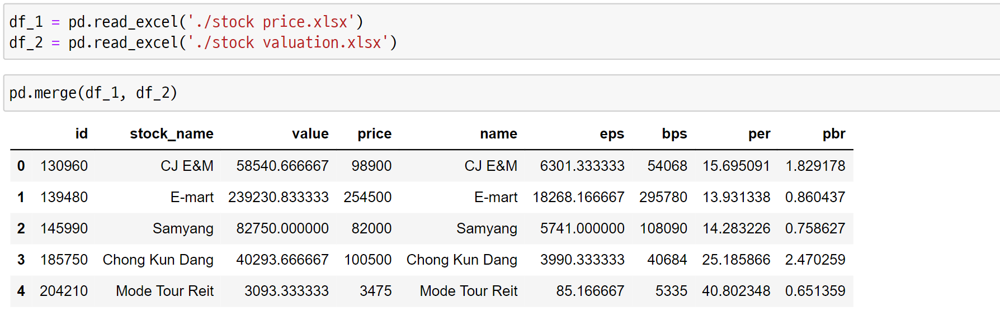 df_1 = pd.read_excel('./stock price.xlsx')
df_2 = pd.read_excel('./stock valuation.xlsx')
pd.merge(df_1, df_2)
id stock_name value price name eps bps per pbr
0 130960 CJ E&M 58540.666667 98900 CJ E&M 6301.333333 54068 15.695091 1.829178
1 139480 E-mart 239230.833333 254500 E-mart 18268.166667 295780 13.931338 0.860437
2 145990 Samyang 82750.000000 82000 Samyang 5741.000000 108090 14.283226 0.758627
3 185750 Chong Kun Dang 40293.666667 100500 Chong Kun Dang 3990.333333 40684 25.185866 2.470259
4 204210 Mode Tour Reit 3093.333333 3475 Mode Tour Reit 85.166667 5335 40.802348 0.651359